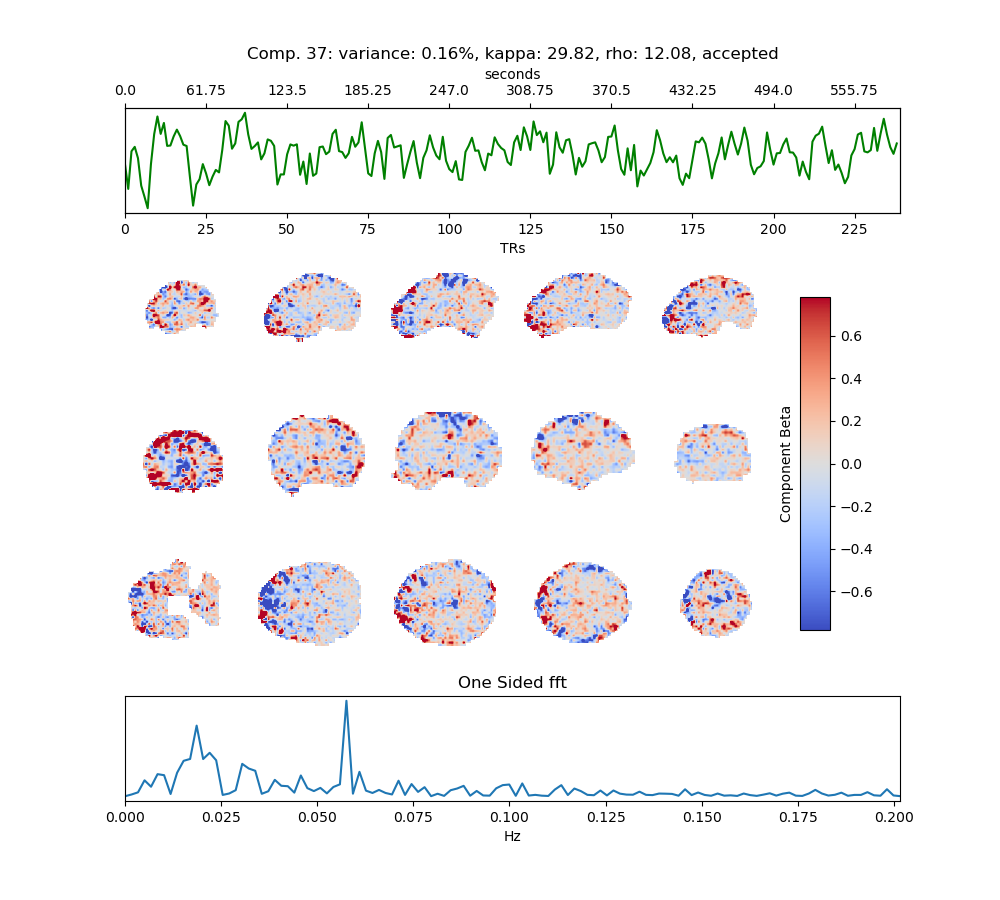 Comp. 37: variance: 0.16%, kappa: 29.82, rho: 12.08, accepted
seconds
0.0 61.75 123.5 185.25 247.0 308.75 370.5 432.25 494.0 555.75
0 25 50 75 100 125 150 175 200 225
TRs
0.6
0.4
0.2
0.0
−0.2
−0.4
−0.6
Component Beta
One Sided fft
0.000 0.025 0.050 0.075 0.100 0.125 0.150 0.175 0.200
Hz